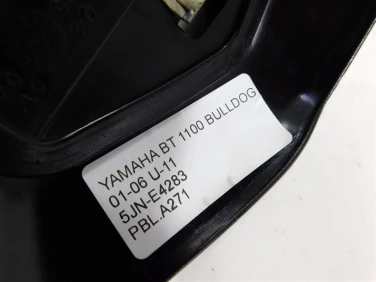 YAMAHA BT 1100 BULLDOG
01-06 U-11
5JN-E4283
PBL.A271